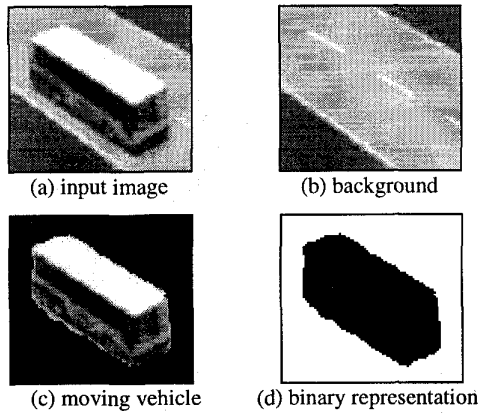 (a) input image
(b) background
(c) moving vehicle
(d) binary representation